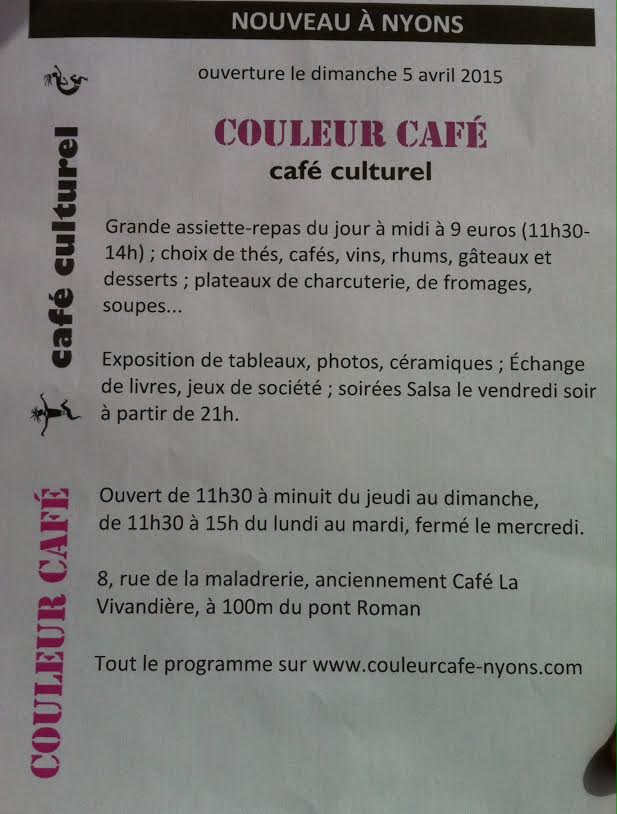 NOUVEAU À NYONS
ouverture le dimanche 5 avril 2015
COULEUR CAFÉ
café culturel
Grande assiette-repas du jour à midi à 9 euros (11h30-
14h) ; choix de thés, cafés, vins, rhums, gâteaux et
desserts ; plateaux de charcuterie, de fromages,
soupes...
Exposition de tableaux, photos, céramiques ; Échange
de livres, jeux de société ; soirées Salsa le vendredi soir
à partir de 21h.
Ouvert de 11h30 à minuit du jeudi au dimanche,
de 11h30 à 15h du lundi au mardi, fermé le mercredi.
8, rue de la maladrerie, anciennement Café La
Vivandière, à 100m du pont Roman
Tout le programme sur www.couleurcafe-nyons.com
COULEUR CAFÉ
café culturel